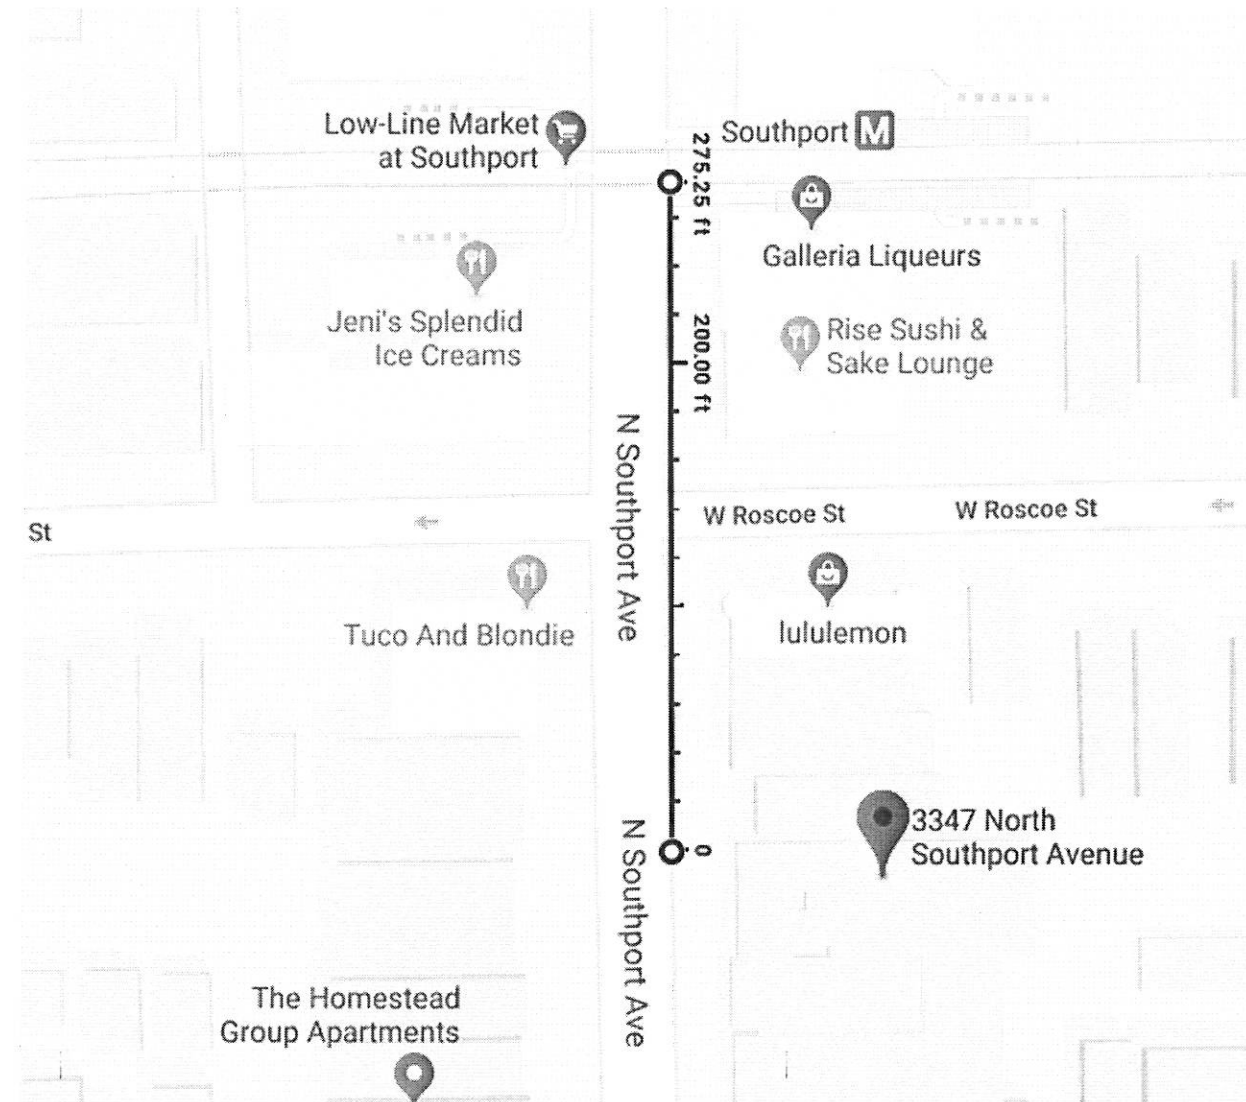 Low-Line Market
at Southport
Southport M
275.25 ft
Galleria Liqueurs
Jeni's Splendid
Ice Creams
200.00 ft
Rise Sushi &
Sake Lounge
N Southport Ave
St
W Roscoe St
W Roscoe St
Tuco And Blondie
lululemon
3347 North
Southport Avenue
0
N Southport Ave
The Homestead
Group Apartments